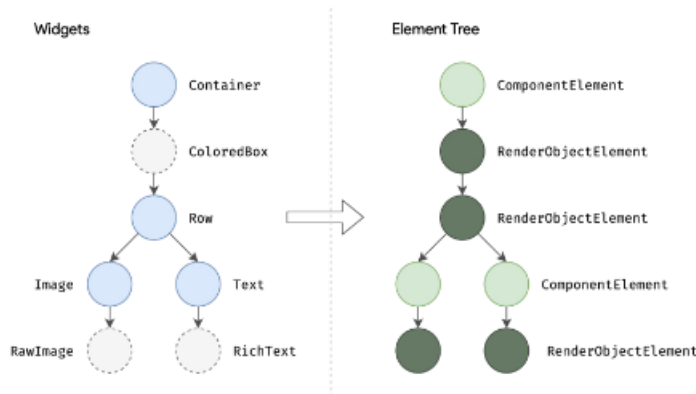 Widgets
Element Tree
Container
ComponentElement
ColoredBox
RenderObjectElement
Row
RenderObjectElement
Image
Text
ComponentElement
RawImage
RichText
RenderObjectElement